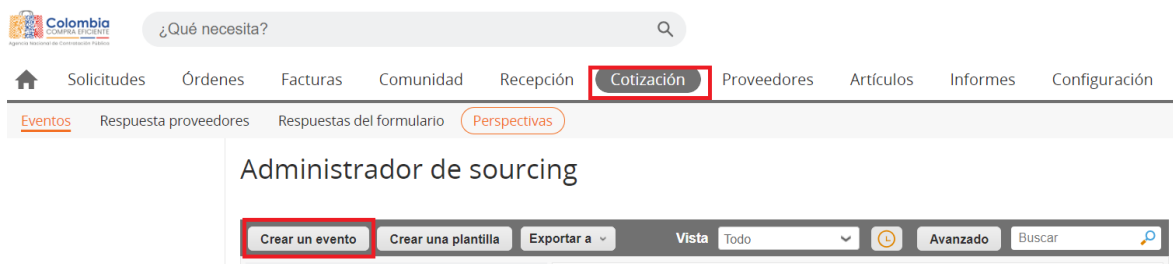 Colombia
COMPRA EFICIENTE
Agencia Nacional de Contratación Pública
¿Qué necesita?
Solicitudes Órdenes Facturas Comunidad Recepción Cotización Proveedores Artículos Informes Configuración
Eventos Respuesta proveedores Respuestas del formulario Perspectivas
Administrador de sourcing
Crear un evento Crear una plantilla Exportar a Vista Todo Avanzado Buscar